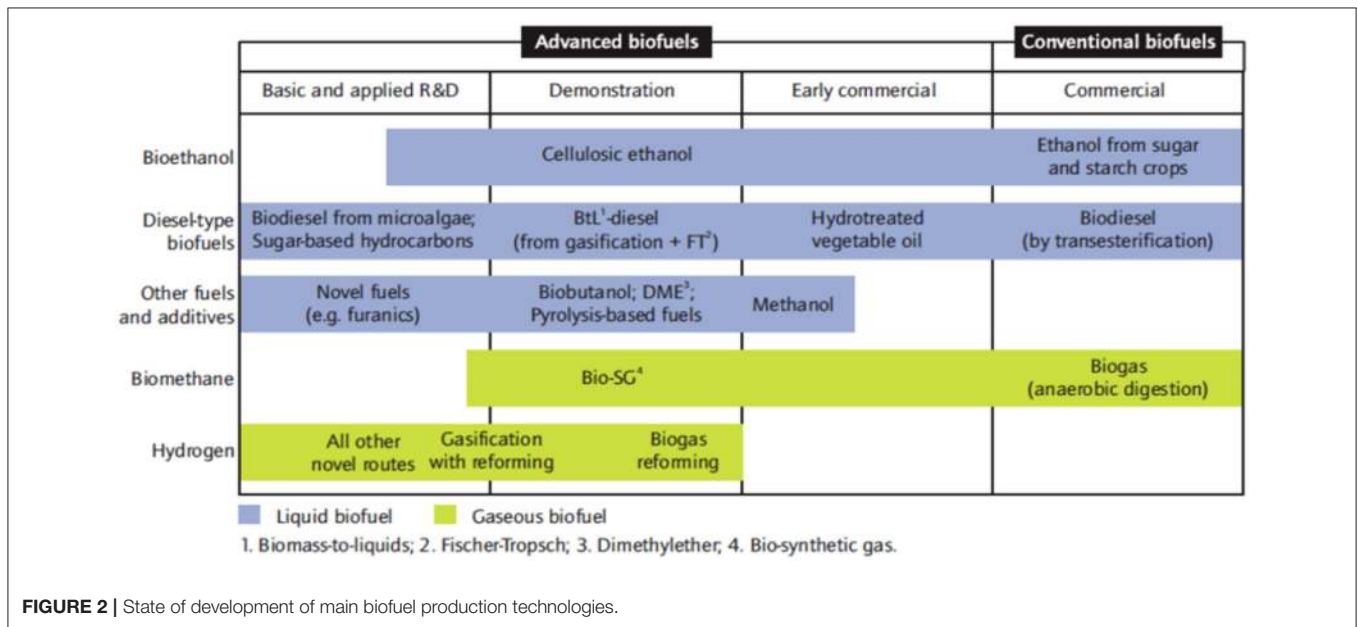 Advanced biofuels Conventional biofuels
Basic and applied R&D Demonstration Early commercial Commercial
Bioethanol
Cellulosic ethanol
Ethanol from sugar
and starch crops
Diesel-type
biofuels
Biodiesel from microalgae;
Sugar-based hydrocarbons
BtL¹-diesel
(from gasification + FT²)
Hydrotreated
vegetable oil
Biodiesel
(by transesterification)
Other fuels
and additives
Novel fuels
(e.g. furanics)
Biobutanol; DME³;
Pyrolysis-based fuels
Methanol
Biomethane
Bio-SG⁴
Biogas
(anaerobic digestion)
Hydrogen
All other
novel routes
Gasification
with reforming
Biogas
reforming
Liquid biofuel Gaseous biofuel
1. Biomass-to-liquids; 2. Fischer-Tropsch; 3. Dimethylether; 4. Bio-synthetic gas.
FIGURE 2 | State of development of main biofuel production technologies.